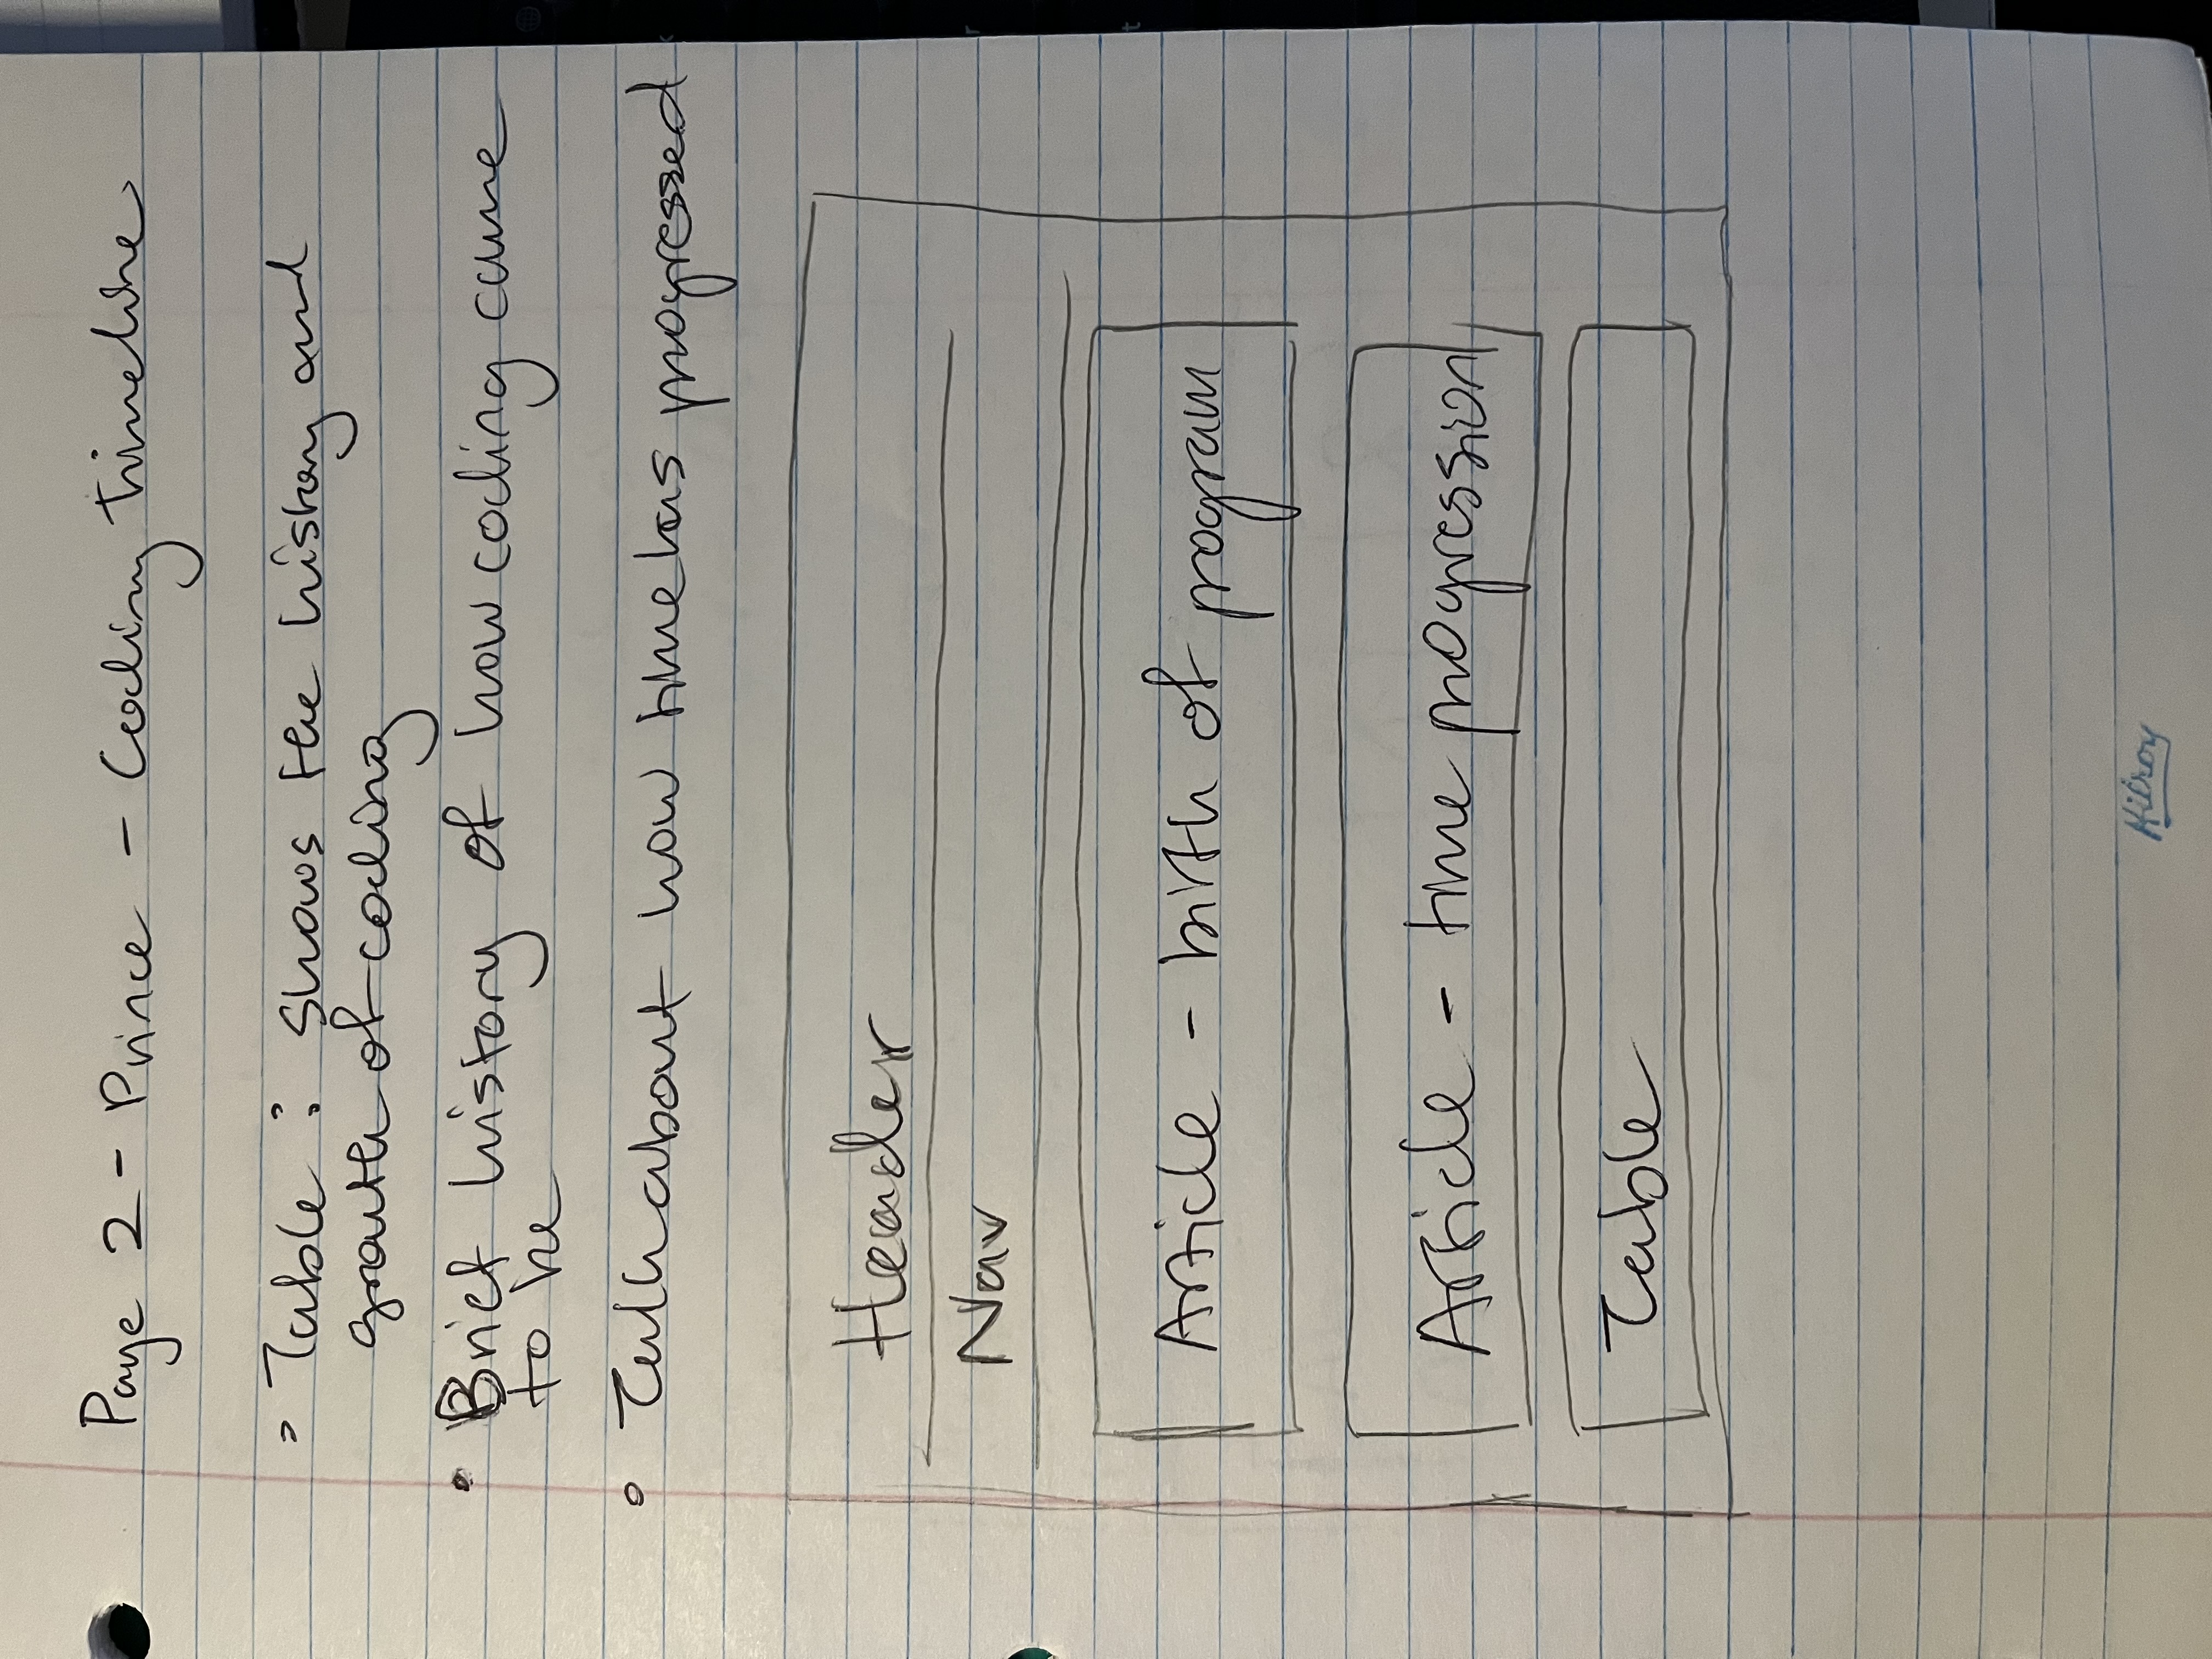 Page 2 - Prince - Coding timeline
Table : shows the history and
growth of coding
Brief history of how coding came
to be
Talk about how time has progressed
Header
Nav
Article - birth of program
Article - time progression
Table
Hilroy